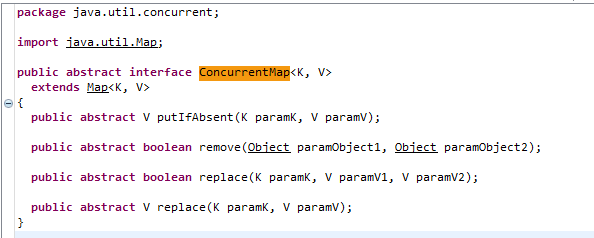 package java.util.concurrent;
import java.util.Map;
public abstract interface ConcurrentMap<K, V>
extends Map<K, V>
{
public abstract V putIfAbsent(K paramK, V paramV);
public abstract boolean remove(Object paramObject1, Object paramObject2);
public abstract boolean replace(K paramK, V paramV1, V paramV2);
public abstract V replace(K paramK, V paramV);
}